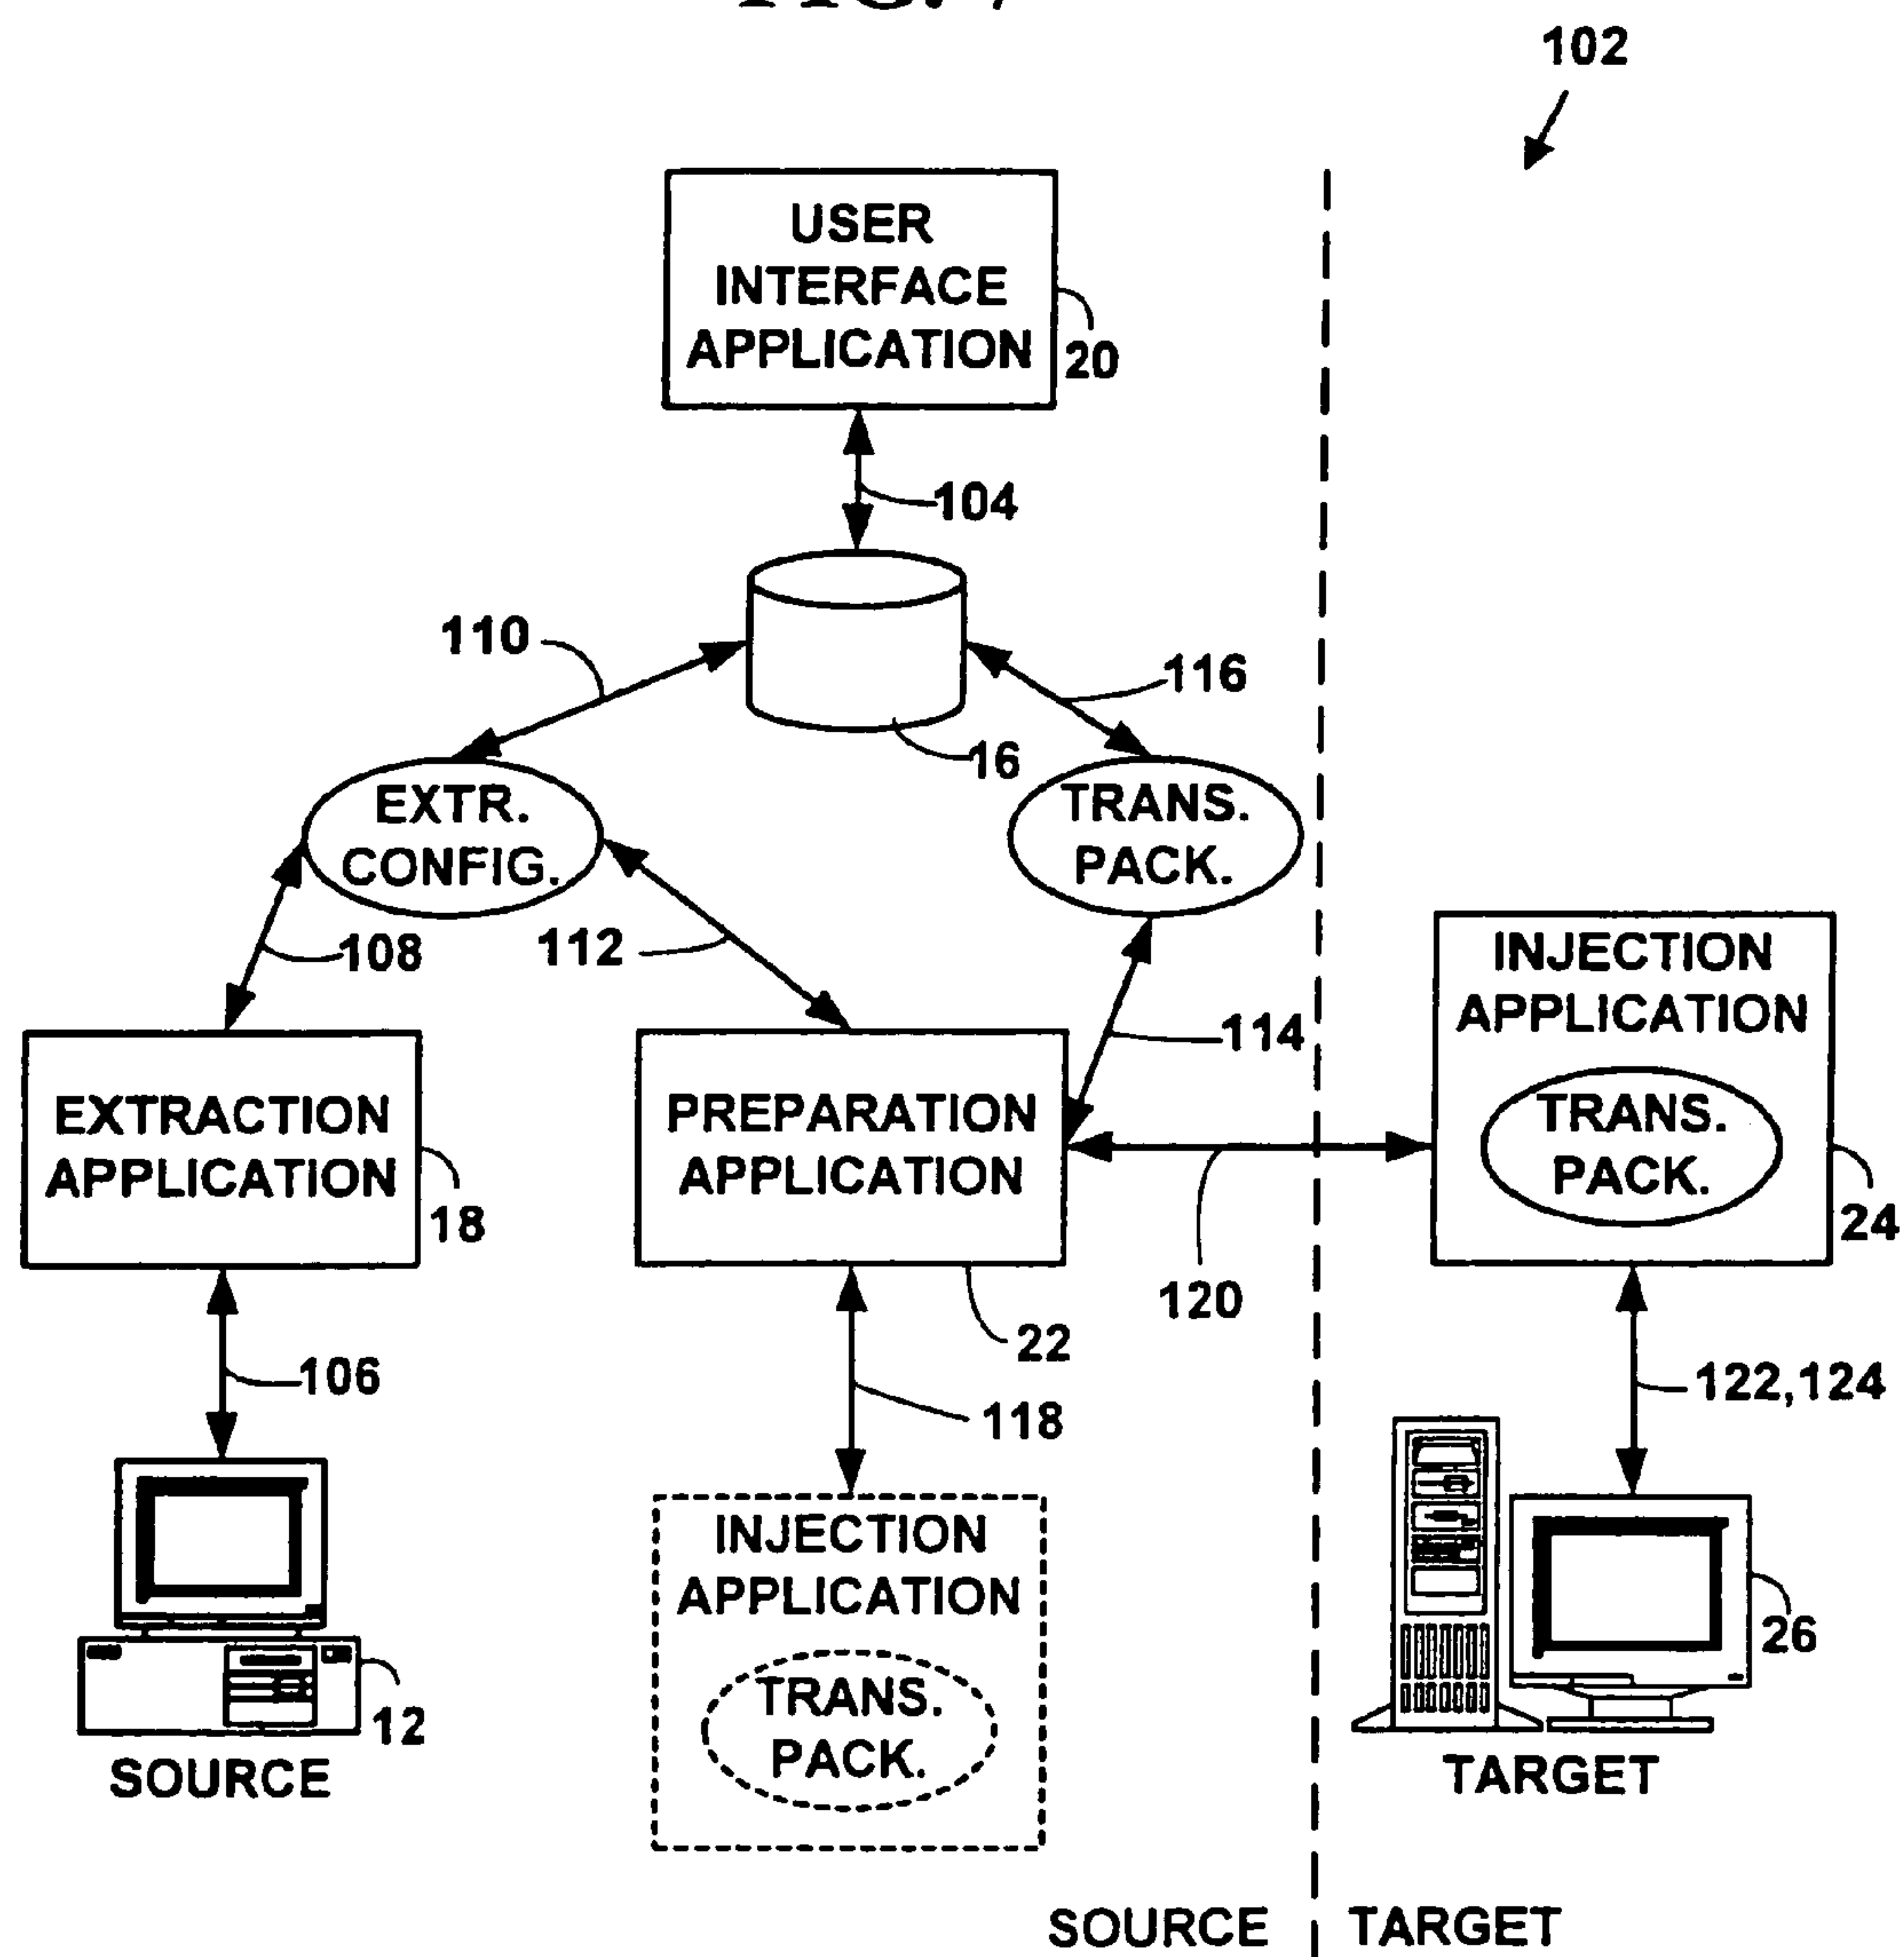 102
USER
INTERFACE
APPLICATION
20
104
110
116
16
EXTR.
CONFIG.
TRANS.
PACK.
108
112
114
INJECTION
APPLICATION
TRANS.
PACK.
24
EXTRACTION
APPLICATION
18
PREPARATION
APPLICATION
22
120
106
118
122,124
INJECTION
APPLICATION
TRANS.
PACK.
12
SOURCE
26
TARGET
SOURCE
TARGET